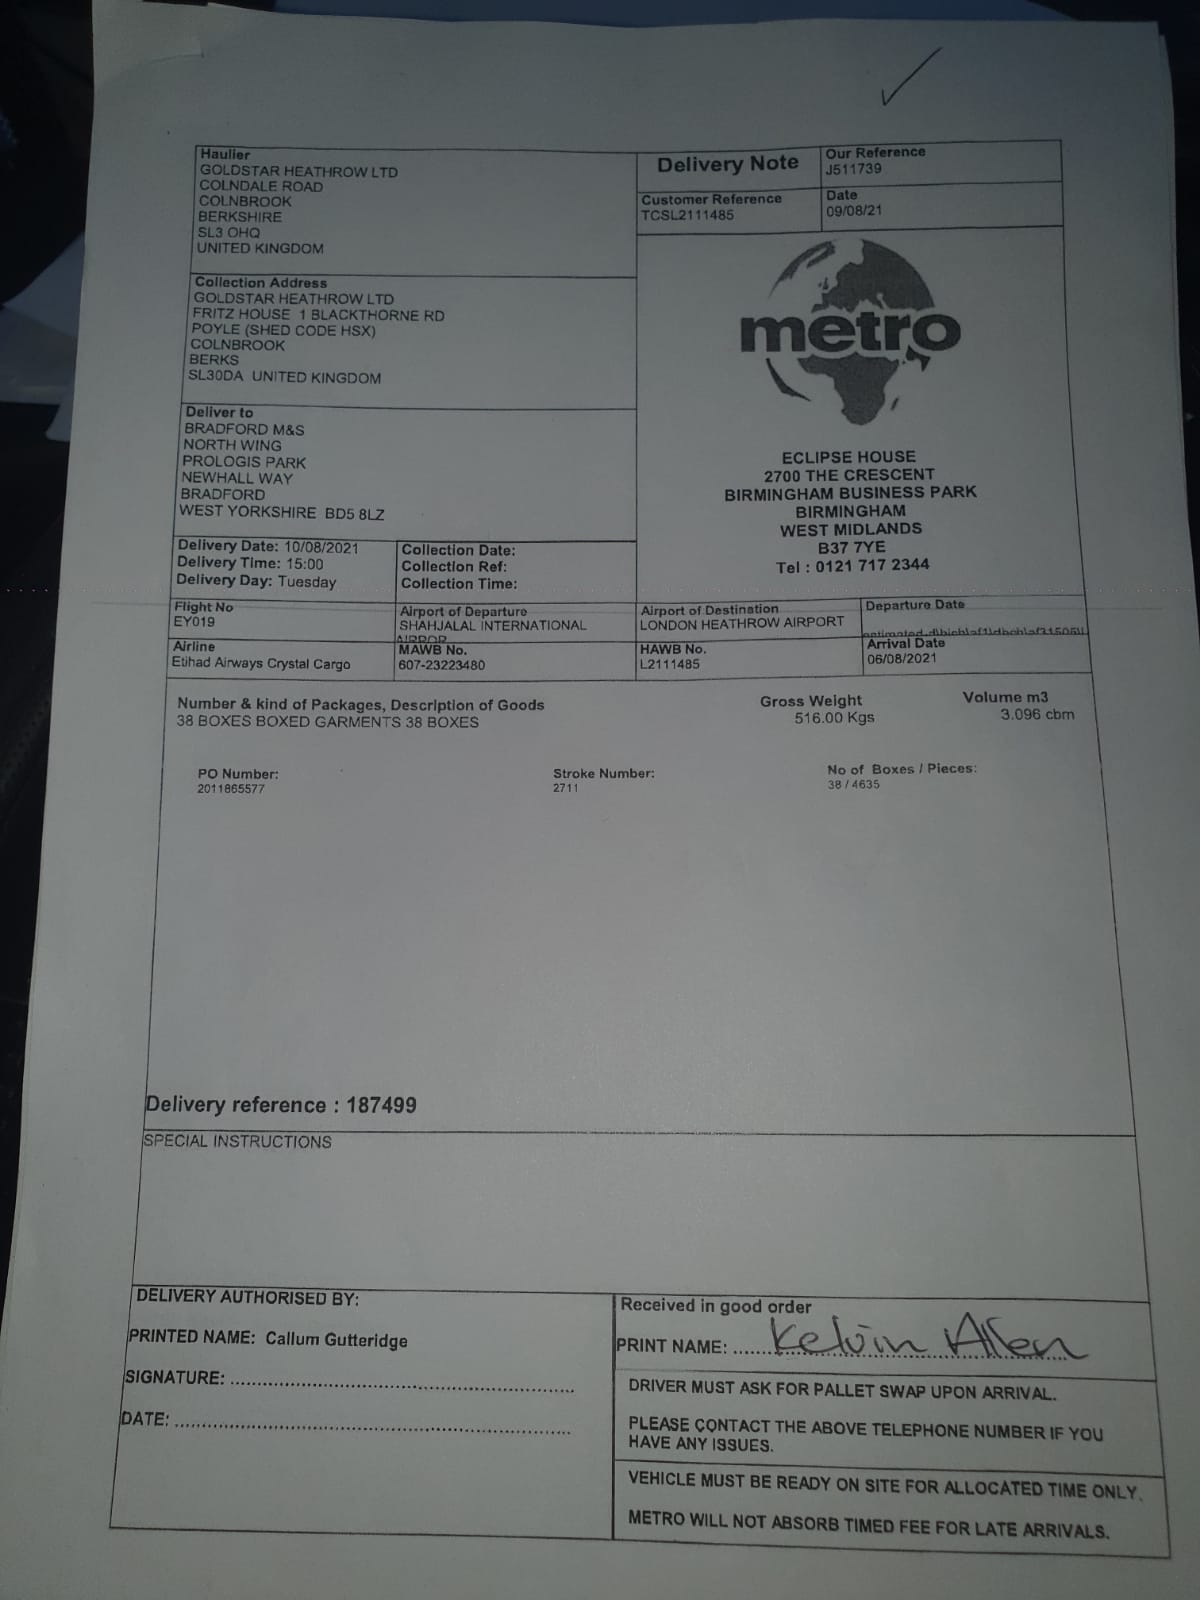 Haulier
GOLDSTAR HEATHROW LTD
COLNDALE ROAD
COLNBROOK
BERKSHIRE
SL3 OHQ
UNITED KINGDOM
Delivery Note
Our Reference
J511739
Customer Reference
TCSL2111485
Date
09/08/21
Collection Address
GOLDSTAR HEATHROW LTD
FRITZ HOUSE 1 BLACKTHORNE RD
POYLE (SHED CODE HSX)
COLNBROOK
BERKS
SL30DA UNITED KINGDOM
metro
Deliver to
BRADFORD M&S
NORTH WING
PROLOGIS PARK
NEWHALL WAY
BRADFORD
WEST YORKSHIRE BD5 8LZ
ECLIPSE HOUSE
2700 THE CRESCENT
BIRMINGHAM BUSINESS PARK
BIRMINGHAM
WEST MIDLANDS
B37 7YE
Tel : 0121 717 2344
Delivery Date: 10/08/2021
Delivery Time: 15:00
Delivery Day: Tuesday
Collection Date:
Collection Ref:
Collection Time:
Flight No
EY019
Airport of Departure
SHAHJALAL INTERNATIONAL
Airport of Destination
LONDON HEATHROW AIRPORT
Departure Date
Airline
Etihad Airways Crystal Cargo
MAWB No.
607-23223480
HAWB No.
L2111485
Arrival Date
06/08/2021
Number & kind of Packages, Description of Goods
38 BOXES BOXED GARMENTS 38 BOXES
Gross Weight
516.00 Kgs
Volume m3
3.096 cbm
PO Number:
2011865577
Stroke Number:
2711
No of Boxes / Pieces:
38 / 4635
Delivery reference : 187499
SPECIAL INSTRUCTIONS
DELIVERY AUTHORISED BY:
PRINTED NAME: Callum Gutteridge
SIGNATURE:
DATE:
Received in good order
PRINT NAME: Kelvin Allen
DRIVER MUST ASK FOR PALLET SWAP UPON ARRIVAL.
PLEASE CONTACT THE ABOVE TELEPHONE NUMBER IF YOU
HAVE ANY ISSUES.
VEHICLE MUST BE READY ON SITE FOR ALLOCATED TIME ONLY.
METRO WILL NOT ABSORB TIMED FEE FOR LATE ARRIVALS.